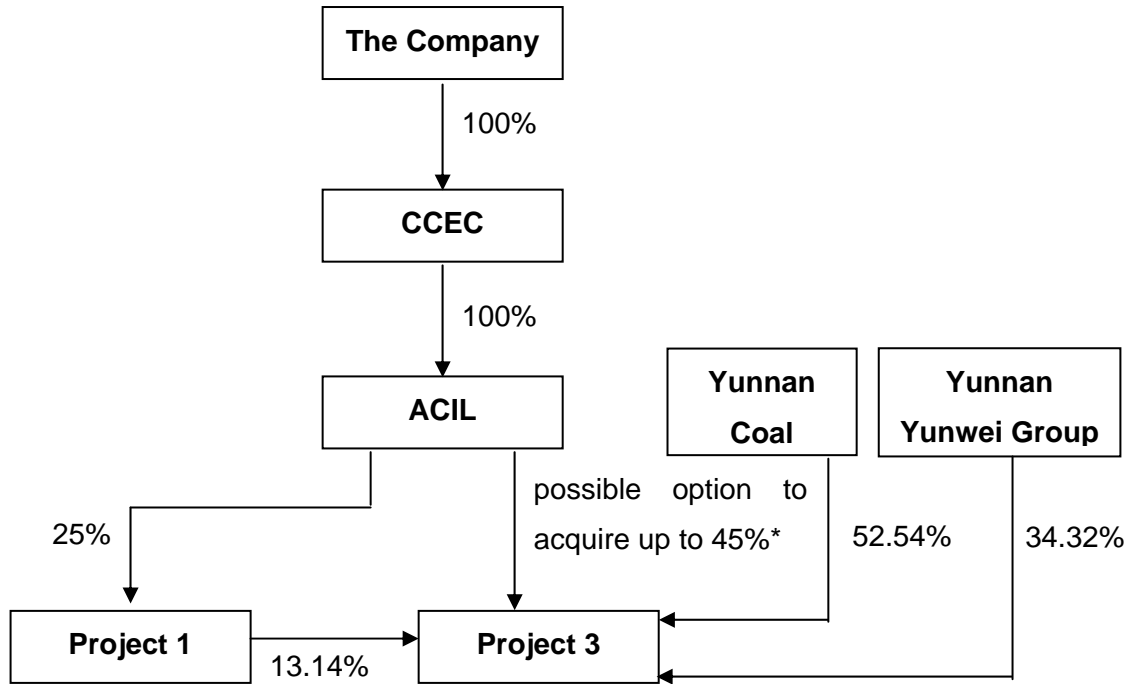 The Company
100%
CCEC
100%
ACIL
Yunnan
Coal
Yunnan
Yunwei Group
possible option to
acquire up to 45%*
25%
52.54%
34.32%
Project 1
13.14%
Project 3